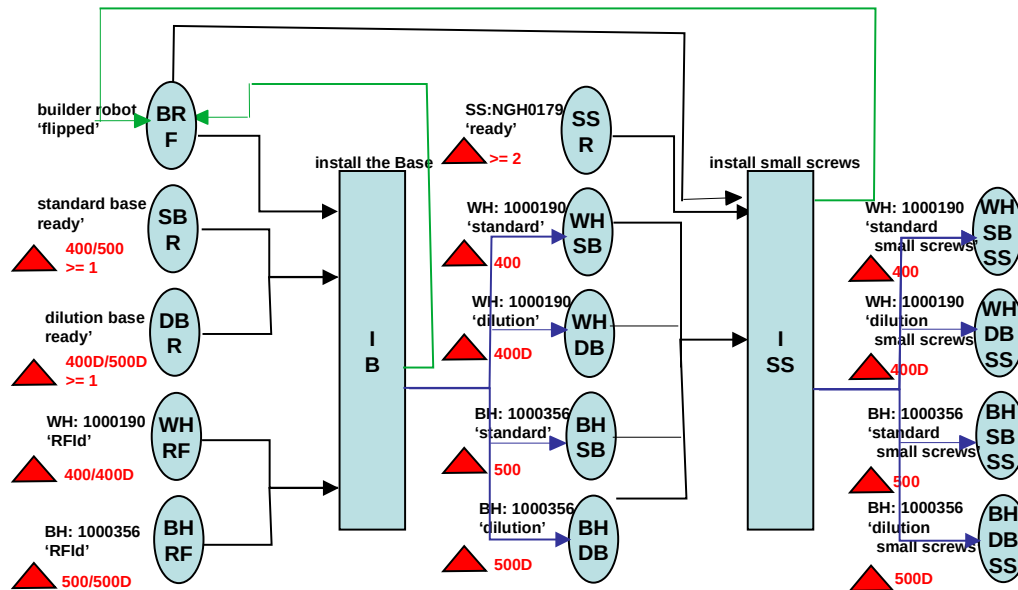 builder robot
‘flipped’
BR
F
standard base
ready’
400/500
>= 1
SB
R
dilution base
ready’
400D/500D
>= 1
DB
R
WH: 1000190
‘RFId’
400/400D
WH
RF
BH: 1000356
‘RFId’
500/500D
BH
RF
install the Base
I
B
SS:NGH0179
‘ready’
>= 2
SS
R
WH: 1000190
‘standard’
400
WH
SB
WH: 1000190
‘dilution’
400D
WH
DB
BH: 1000356
‘standard’
500
BH
SB
BH: 1000356
‘dilution’
500D
BH
DB
install small screws
I
SS
WH: 1000190
‘standard
small screws’
400
WH
SB
SS
WH: 1000190
‘dilution
small screws’
400D
WH
DB
SS
BH: 1000356
‘standard
small screws’
500
BH
SB
SS
BH: 1000356
‘dilution
small screws’
500D
BH
DB
SS